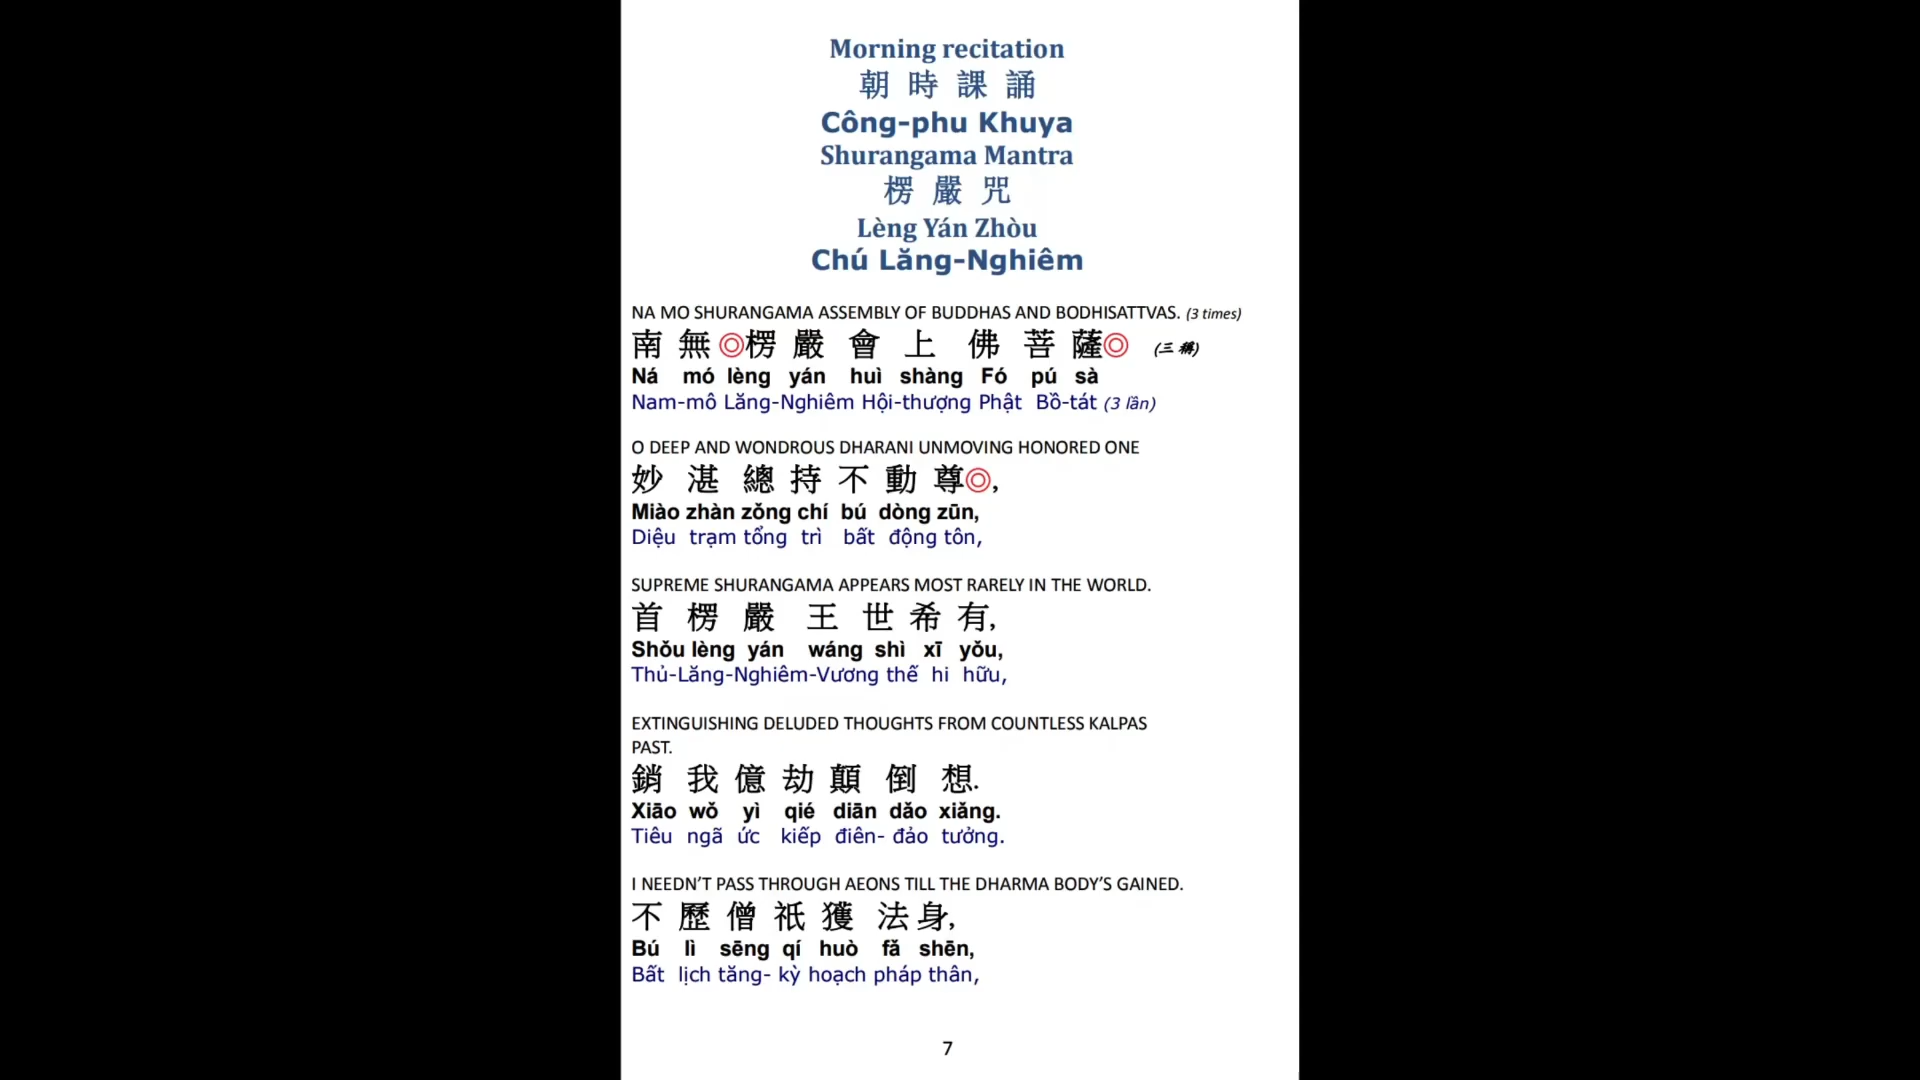 Morning recitation
朝 時 課 誦
Công-phu Khuya
Shurangama Mantra
楞 嚴 咒
Lèng Yán Zhòu
Chú Lăng-Nghiêm
NA MO SHURANGAMA ASSEMBLY OF BUDDHAS AND BODHISATTVAS. (3 times)
南 無 ◎楞 嚴 會 上 佛 菩 薩◎ (三 稱)
Ná mó lèng yán huì shàng Fó pú sà
Nam-mô Lăng-Nghiêm Hội-thượng Phật Bồ-tát (3 lần)
O DEEP AND WONDROUS DHARANI UNMOVING HONORED ONE
妙 湛 總 持 不 動 尊◎,
Miào zhàn zǒng chí bú dòng zūn,
Diệu trạm tổng trì bất động tôn,
SUPREME SHURANGAMA APPEARS MOST RARELY IN THE WORLD.
首 楞 嚴 王 世 希 有,
Shǒu lèng yán wáng shì xī yǒu,
Thủ-Lăng-Nghiêm-Vương thế hi hữu,
EXTINGUISHING DELUDED THOUGHTS FROM COUNTLESS KALPAS
PAST.
銷 我 億 劫 顛 倒 想.
Xiāo wǒ yì qié diān dǎo xiǎng.
Tiêu ngã ức kiếp điên- đảo tưởng.
I NEEDN’T PASS THROUGH AEONS TILL THE DHARMA BODY’S GAINED.
不 歷 僧 祇 獲 法 身,
Bú lì sēng qí huò fǎ shēn,
Bất lịch tăng- kỳ hoạch pháp thân,
7